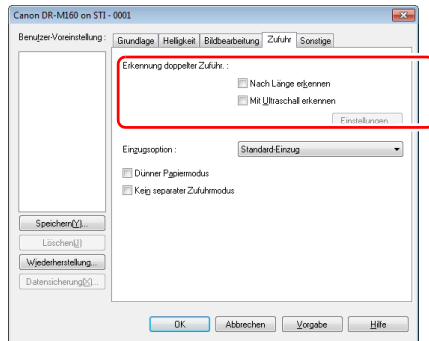 Canon DR-M160 on STI - 0001
Benutzer-Voreinstellung :
Grundlage Helligkeit Bildbearbeitung Zufuhr Sonstige
Erkennung doppelter Zufuhr. :
Nach Länge erkennen
Mit Ultraschall erkennen
Einstellungen...
Einzugsoption :
Standard-Einzug
Dünner Papiermodus
Kein separater Zufuhrmodus
Speichern(Y)...
Löschen(J)
Wiederherstellung...
Datensicherung(X)...
OK Abbrechen Vorgabe Hilfe